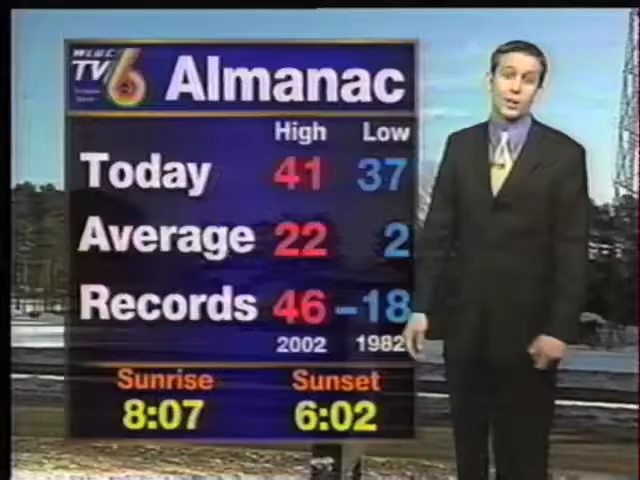 WLUC
TV6
Almanac
High Low
Today 41 37
Average 22 2
Records 46 -18
2002 1982
Sunrise Sunset
8:07 6:02